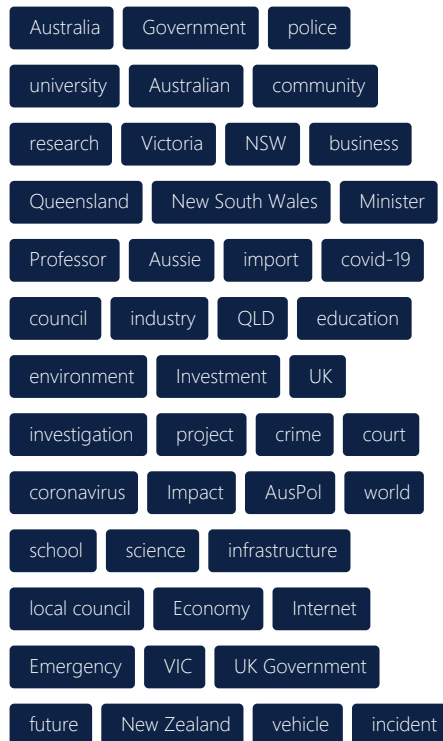 Australia Government police
university Australian community
research Victoria NSW business
Queensland New South Wales Minister
Professor Aussie import covid-19
council industry QLD education
environment Investment UK
investigation project crime court
coronavirus Impact AusPol world
school science infrastructure
local council Economy Internet
Emergency VIC UK Government
future New Zealand vehicle incident